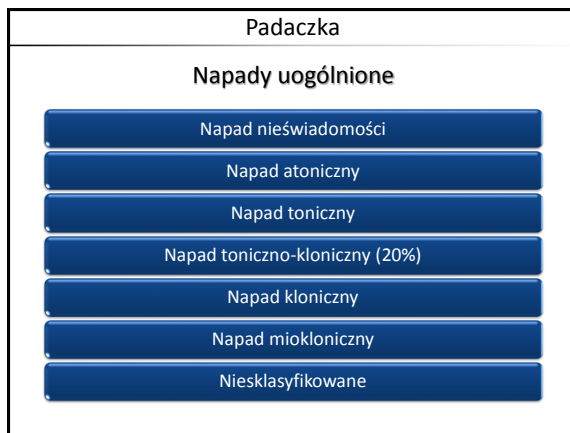 Padaczka
Napady uogólnione
Napad nieświadomości
Napad atoniczny
Napad toniczny
Napad toniczno-kloniczny (20%)
Napad kloniczny
Napad miokloniczny
Niesklasyfikowane